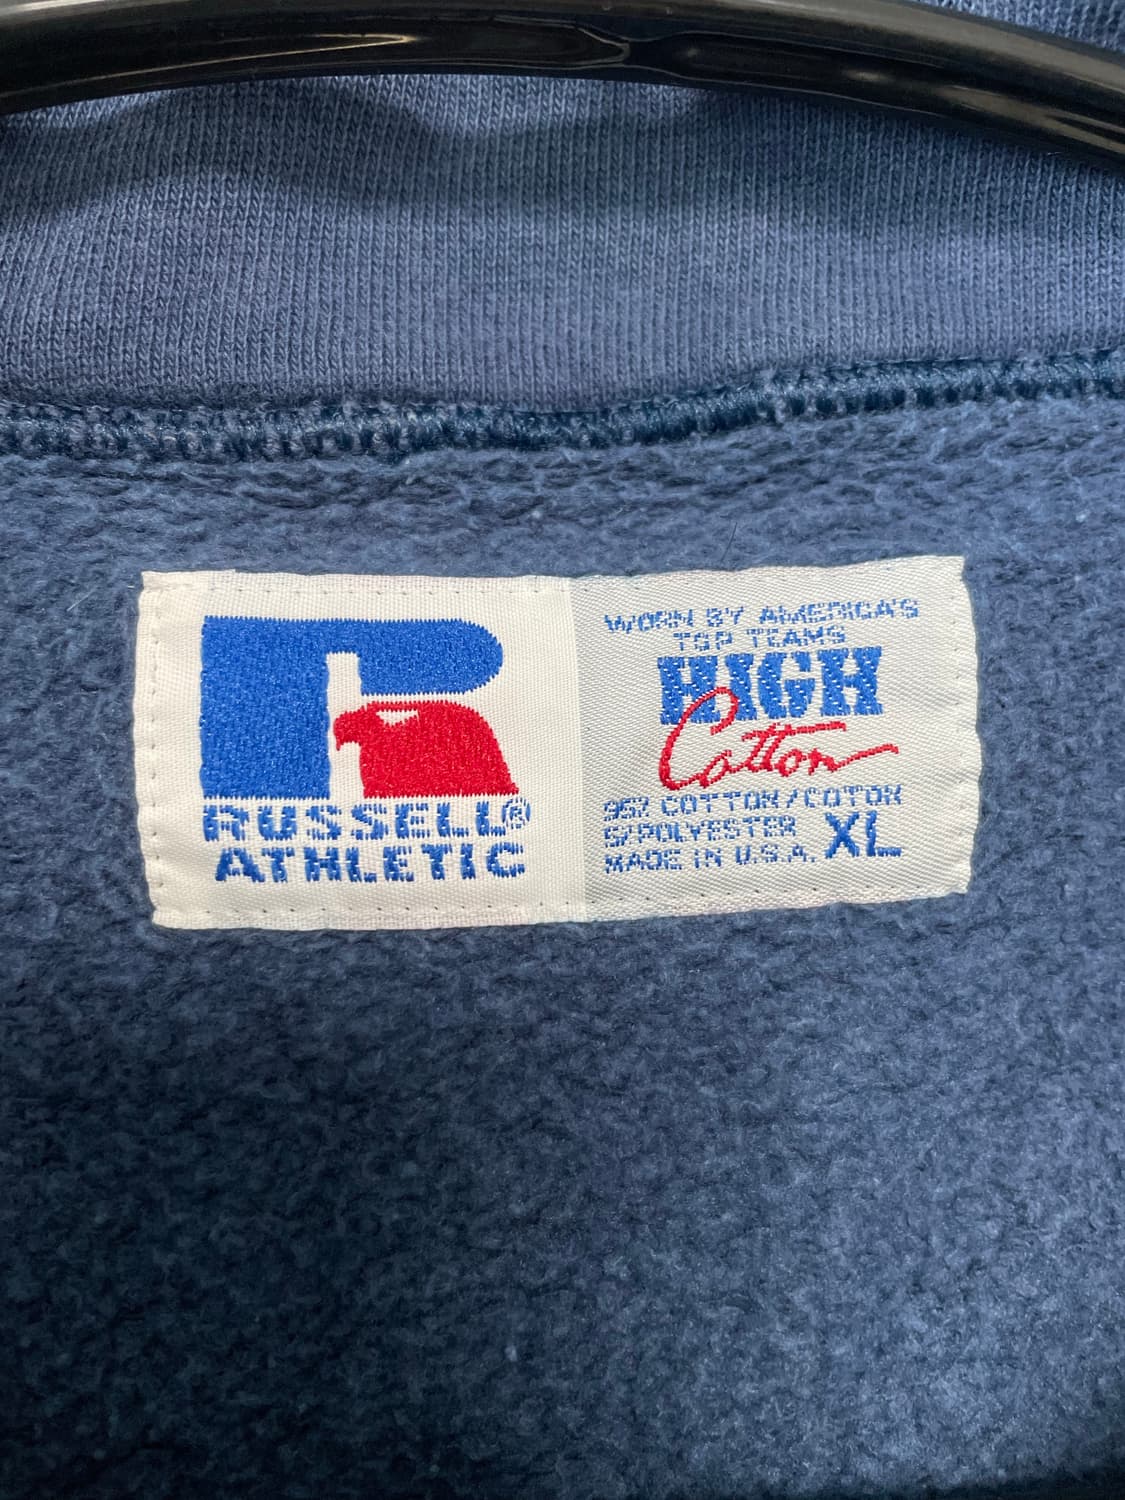 RUSSELL®
ATHLETIC
WORN BY AMERICA'S
TOP TEAMS
HIGH
Cotton
95% COTTON/COTON
5/POLYESTER XL
MADE IN U.S.A.